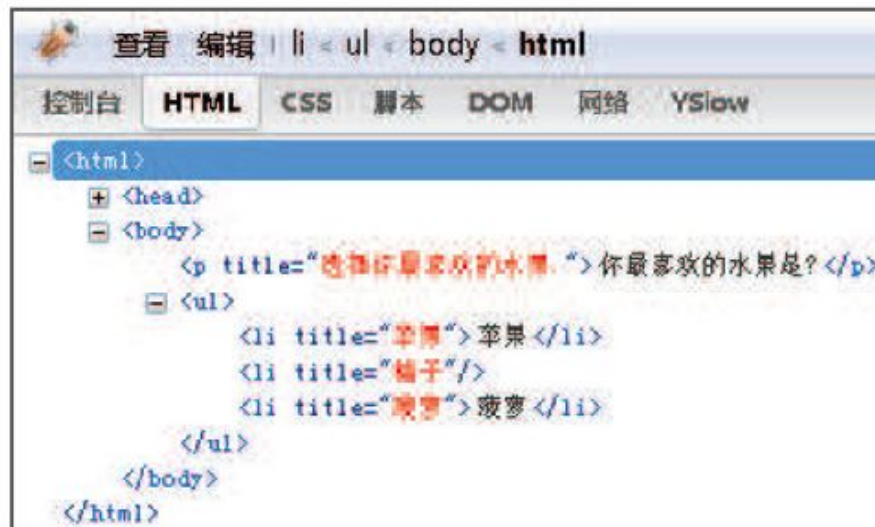 查看 编辑 | li < ul < body < html
控制台 HTML CSS 脚本 DOM 网络 YSlow
<html>
<head>
<body>
<p title="选择你最喜欢的水果.">你最喜欢的水果是?</p>
<ul>
<li title="苹果">苹果</li>
<li title="橘子"/>
<li title="菠萝">菠萝</li>
</ul>
</body>
</html>